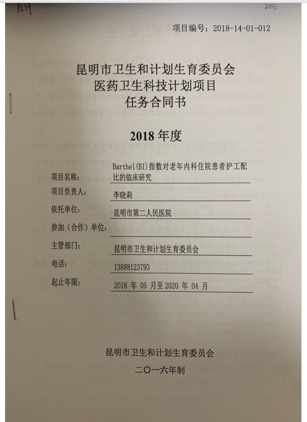 项目编号: 2018-14-01-012
昆明市卫生和计划生育委员会
医药卫生科技计划项目
任务合同书
2018 年度
Barthel(BI)指数对老年内科住院患者护工配
项目名称: 比的临床研究
项目负责人: 李晓莉
依托单位: 昆明市第二人民医院
参加（合作）单位:
主管部门: 昆明市卫生和计划生育委员会
电话: 13888123793
起止年限: 2018 年 05 月至 2020 年 04 月
昆明市卫生和计划生育委员会
二〇一六年制